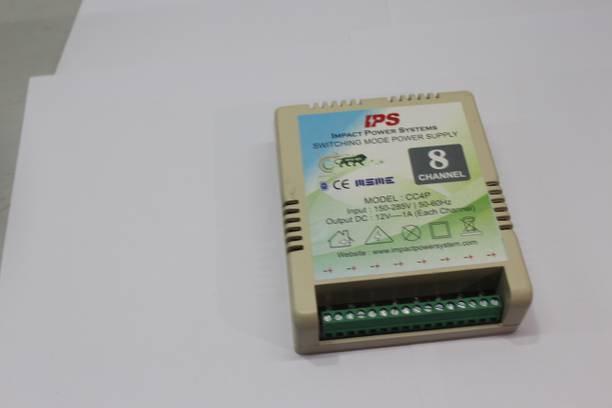 IPS
IMPACT POWER SYSTEMS
SWITCHING MODE POWER SUPPLY
8
CHANNEL
CE MSME
MODEL : CC4P
Input : 150-285V | 50-60Hz
Output DC : 12V---1A (Each Channel)
Website : www.impactpowersystem.com
-+ -+ -+ -+ -+ -+ -+ -+